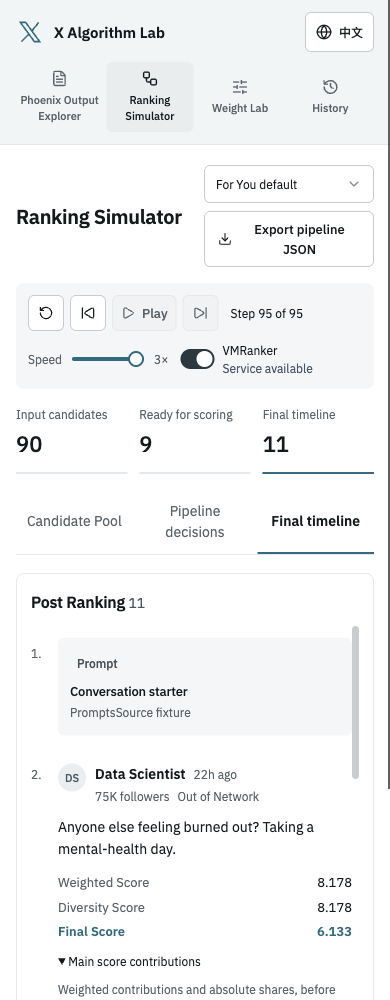 X Algorithm Lab
中文
Phoenix Output
Explorer
Ranking
Simulator
Weight Lab
History
Ranking Simulator
For You default
Export pipeline
JSON
Play
Step 95 of 95
Speed
3×
VMRanker
Service available
Input candidates
90
Ready for scoring
9
Final timeline
11
Candidate Pool
Pipeline
decisions
Final timeline
Post Ranking 11
1.
Prompt
Conversation starter
PromptsSource fixture
2.
DS
Data Scientist 22h ago
75K followers Out of Network
Anyone else feeling burned out? Taking a
mental-health day.
Weighted Score 8.178
Diversity Score 8.178
Final Score 6.133
▼ Main score contributions
Weighted contributions and absolute shares, before